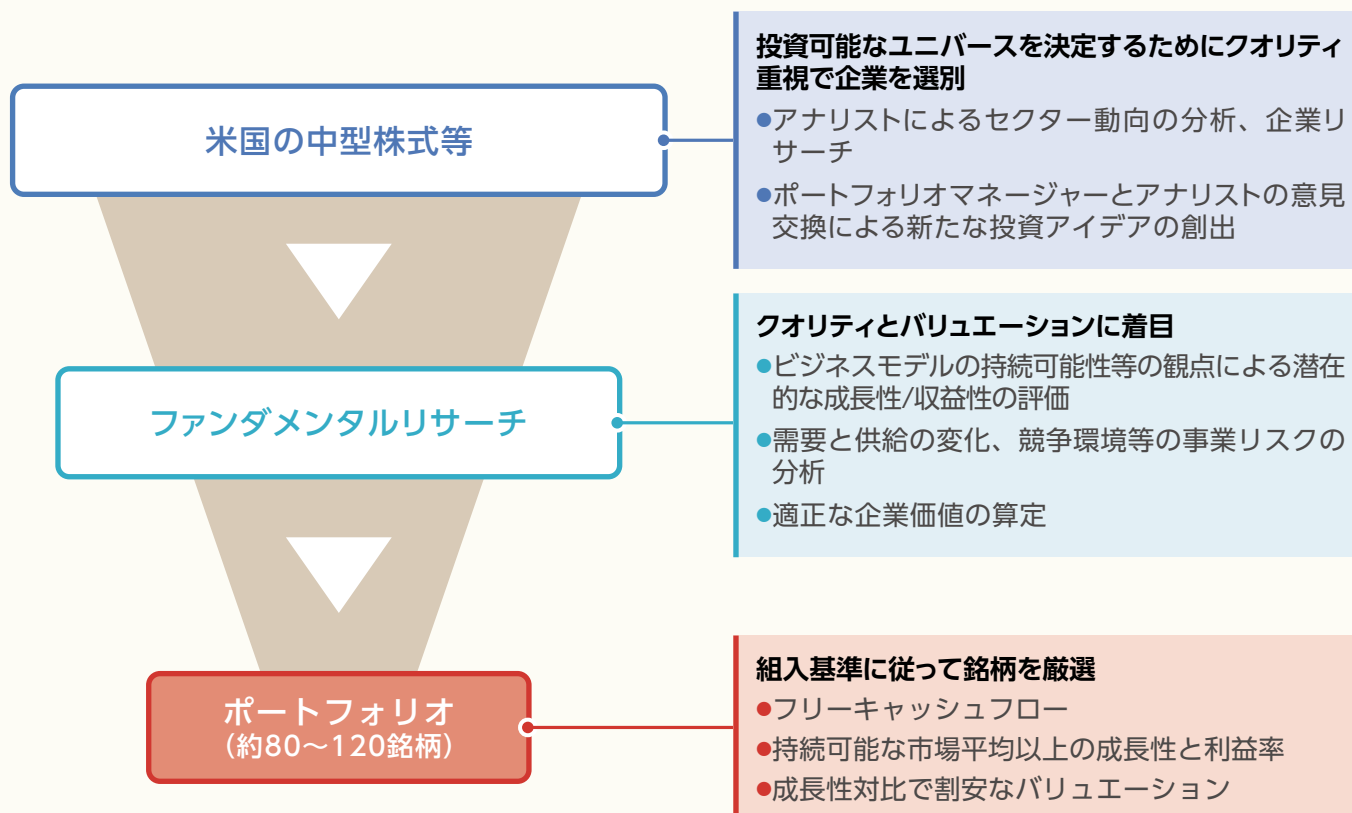 米国の中型株式等
投資可能なユニバースを決定するためにクオリティ
重視で企業を選別
●アナリストによるセクター動向の分析、企業リ
サーチ
●ポートフォリオマネージャーとアナリストの意見
交換による新たな投資アイデアの創出
ファンダメンタルリサーチ
クオリティとバリュエーションに着目
●ビジネスモデルの持続可能性等の観点による潜在
的な成長性/収益性の評価
●需要と供給の変化、競争環境等の事業リスクの
分析
●適正な企業価値の算定
ポートフォリオ
(約80〜120銘柄)
組入基準に従って銘柄を厳選
●フリーキャッシュフロー
●持続可能な市場平均以上の成長性と利益率
●成長性対比で割安なバリュエーション